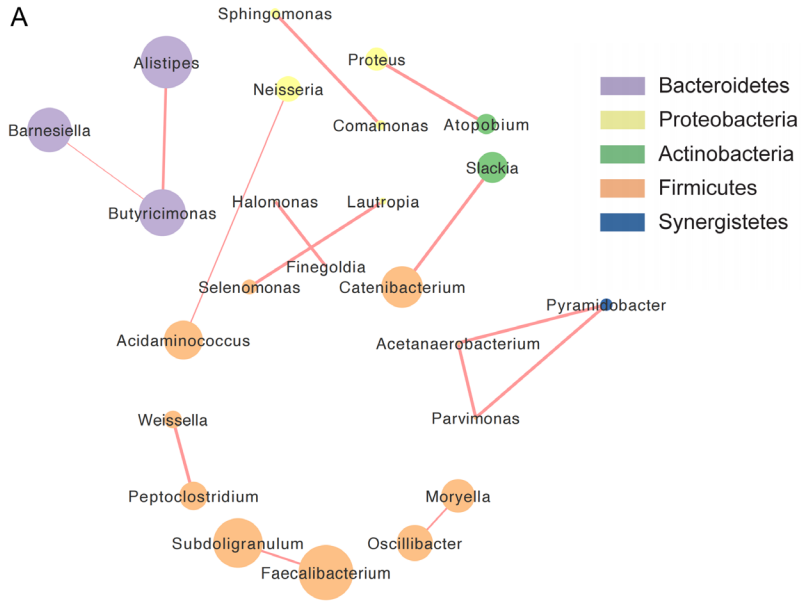 A
Sphingomonas
Alistipes
Proteus
Neisseria
Barnesiella
Comamonas
Atopobium
Slackia
Butyricimonas
Halomonas
Lautropia
Finegoldia
Selenomonas
Catenibacterium
Pyramidobacter
Acidaminococcus
Acetanaerobacterium
Weissella
Parvimonas
Peptoclostridium
Moryella
Subdoligranulum
Oscillibacter
Faecalibacterium
Bacteroidetes
Proteobacteria
Actinobacteria
Firmicutes
Synergistetes